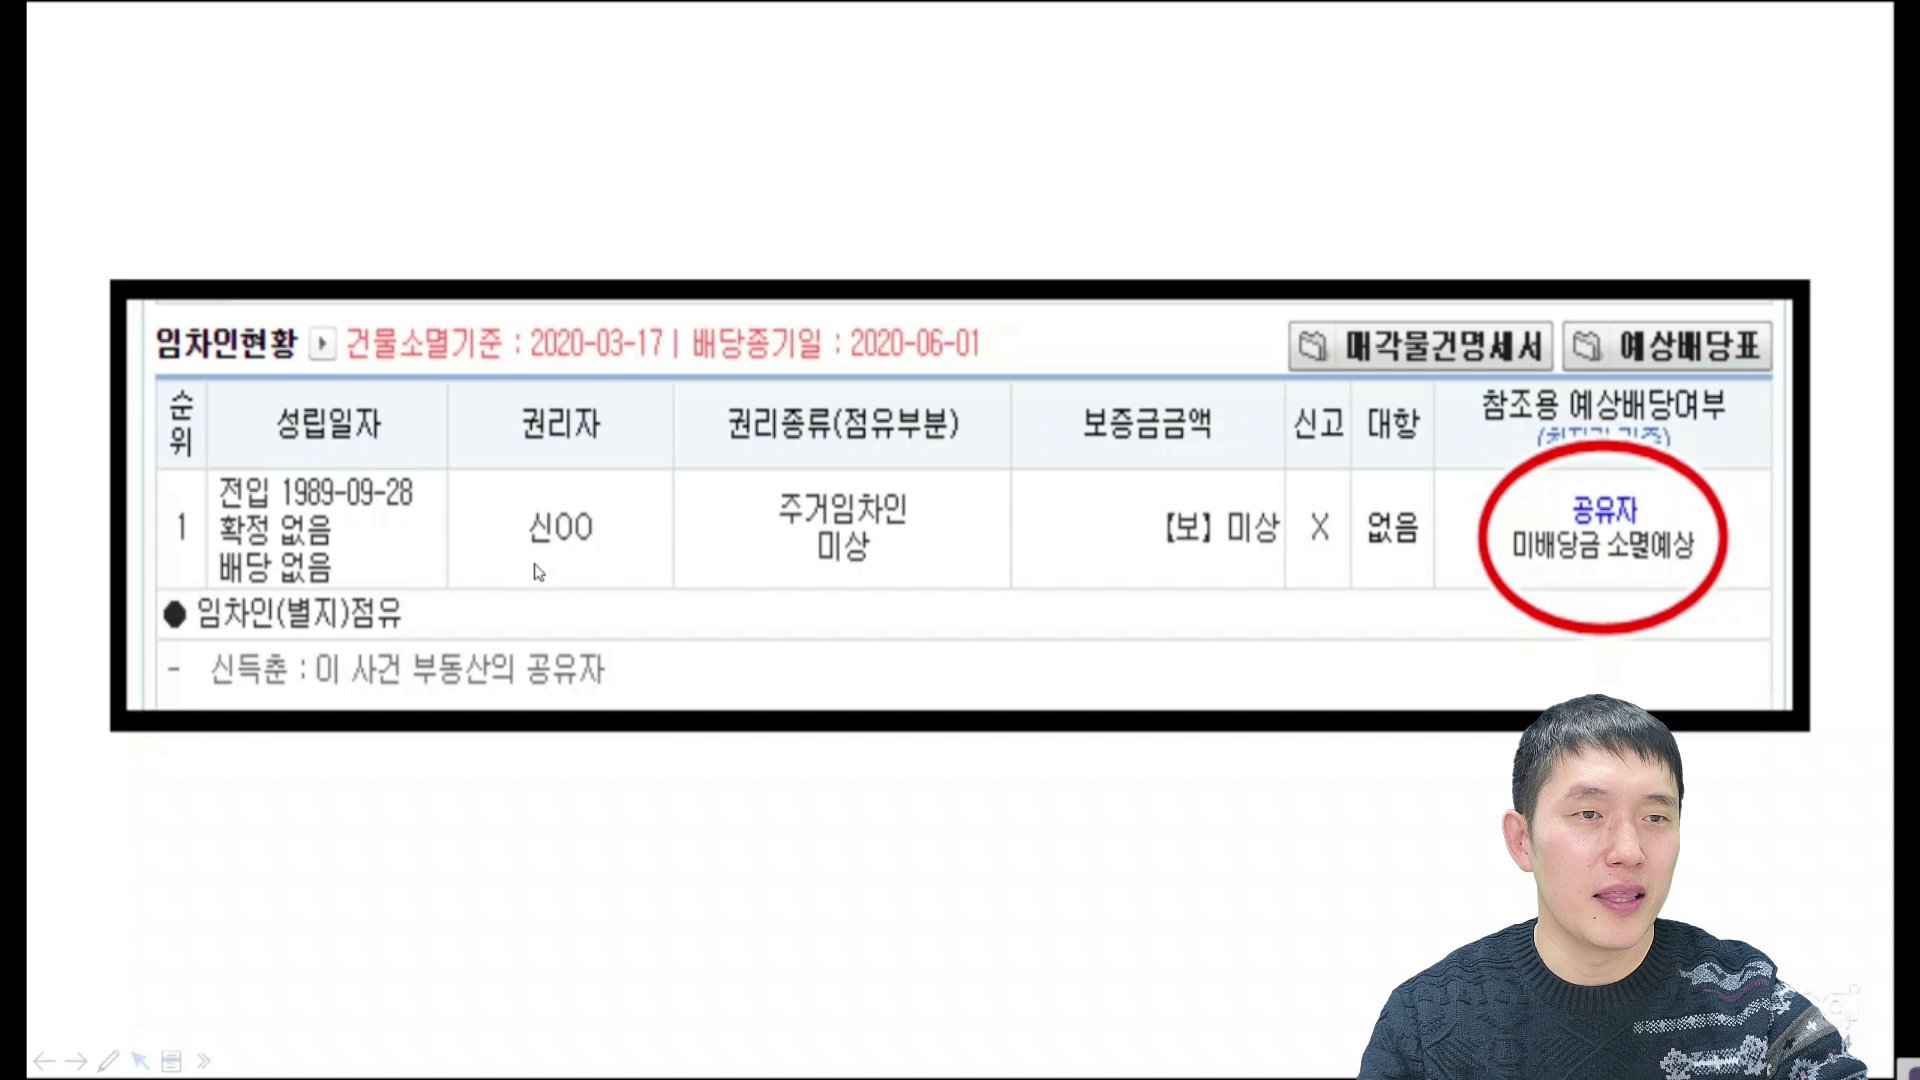 임차인현황 건물소멸기준 : 2020-03-17 | 배당종기일 : 2020-06-01 매각물건명세서 예상배당표
순위 성립일자 권리자 권리종류(점유부분) 보증금금액 신고 대항 참조용 예상배당여부
1 전입 1989-09-28 신OO 주거임차인 【보】 미상 X 없음 공유자
확정 없음 미상 미배당금 소멸예상
배당 없음
● 임차인(별지)점유
- 신득춘 : 이 사건 부동산의 공유자